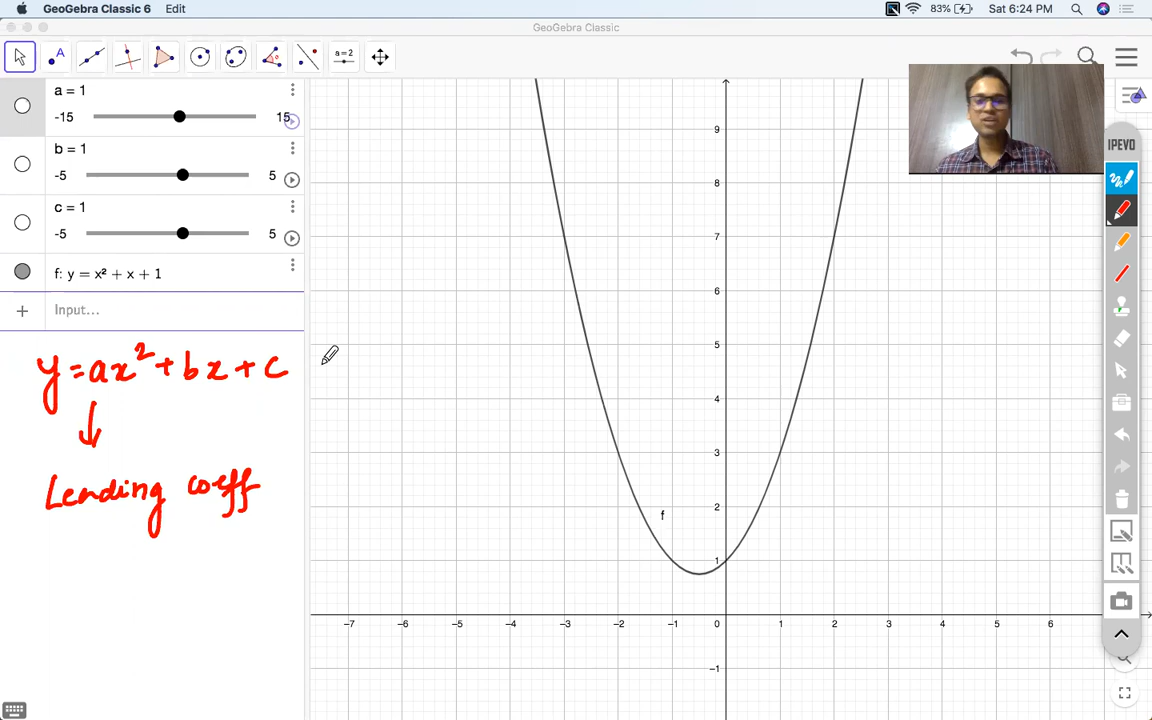 GeoGebra Classic 6 Edit 83% Sat 6:24 PM
GeoGebra Classic
A
a=2
a = 1
-15 15
b = 1
-5 5
c = 1
-5 5
f: y = x² + x + 1
+ Input...
y=ax²+bx+c
↓
Leading coeff
9
8
7
6
5
4
3
2
1
f
-7 -6 -5 -4 -3 -2 -1 0 1 2 3 4 5 6
-1
IPEVO